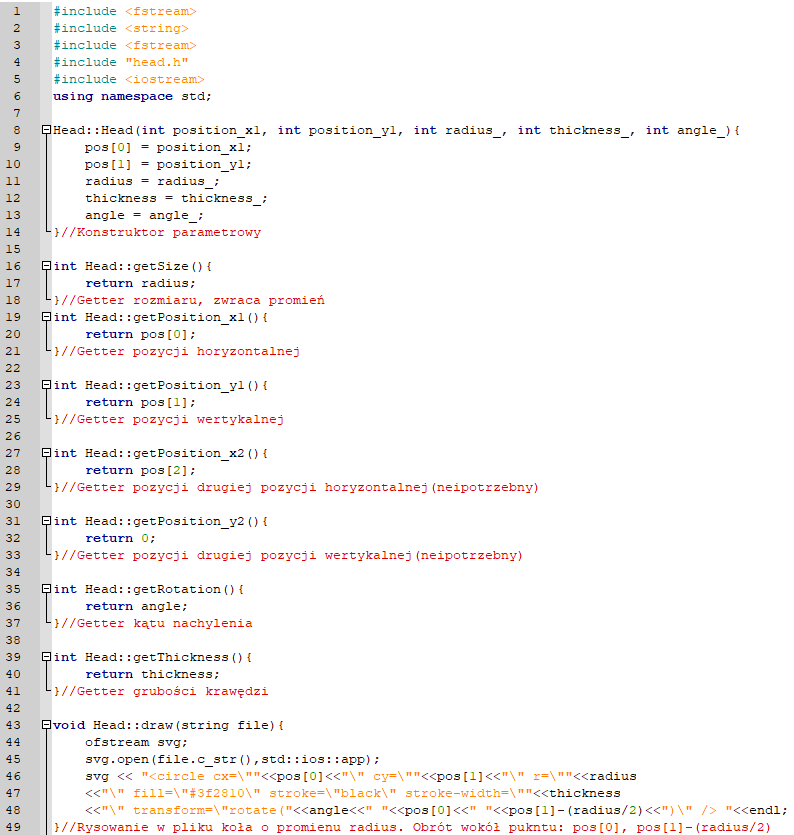 1 #include <fstream>
2 #include <string>
3 #include <fstream>
4 #include "head.h"
5 #include <iostream>
6 using namespace std;
7
8 Head::Head(int position_x1, int position_y1, int radius_, int thickness_, int angle_){
9     pos[0] = position_x1;
10     pos[1] = position_y1;
11     radius = radius_;
12     thickness = thickness_;
13     angle = angle_;
14 }//Konstruktor parametrowy
15
16 int Head::getSize(){
17     return radius;
18 }//Getter rozmiaru, zwraca promień
19 int Head::getPosition_x1(){
20     return pos[0];
21 }//Getter pozycji horyzontalnej
22
23 int Head::getPosition_y1(){
24     return pos[1];
25 }//Getter pozycji wertykalnej
26
27 int Head::getPosition_x2(){
28     return pos[2];
29 }//Getter pozycji drugiej pozycji horyzontalnej(neipotrzebny)
30
31 int Head::getPosition_y2(){
32     return 0;
33 }//Getter pozycji drugiej pozycji wertykalnej(neipotrzebny)
34
35 int Head::getRotation(){
36     return angle;
37 }//Getter kątu nachylenia
38
39 int Head::getThickness(){
40     return thickness;
41 }//Getter grubości krawędzi
42
43 void Head::draw(string file){
44     ofstream svg;
45     svg.open(file.c_str(),std::ios::app);
46     svg << "<circle cx=\""<<pos[0]<<"\" cy=\""<<pos[1]<<"\" r=\""<<radius
47     <<"\" fill=\"#3f2810\" stroke=\"black\" stroke-width=\""<<thickness
48     <<"\" transform=\"rotate("<<angle<<" "<<pos[0]<<" "<<pos[1]-(radius/2)<<")\" /> "<<endl;
49 }//Rysowanie w pliku koła o promienu radius. Obrót wokół pukntu: pos[0], pos[1]-(radius/2)